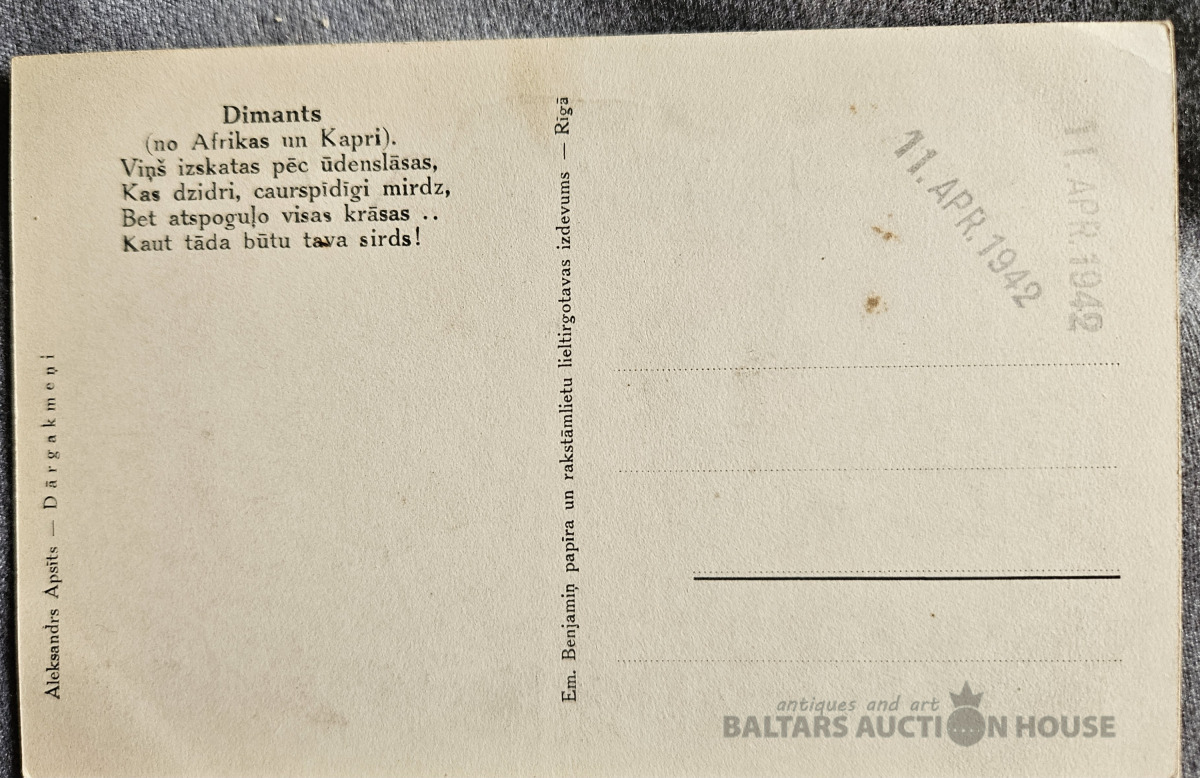 Dimants
(no Afrikas un Kapri).
Viņš izskatas pēc ūdenslāsas,
Kas dzidri, caurspīdīgi mirdz,
Bet atspoguļo visas krāsas ..
Kaut tāda būtu tava sirds!
Aleksandrs Apsīts — Dārgakmeņi
Em. Benjamiņ papīra un rakstāmlietu lieltirgotavas izdevums — Rīgā
11. APR. 1942
11. APR. 1942
antiques and art
BALTARS AUCTION HOUSE